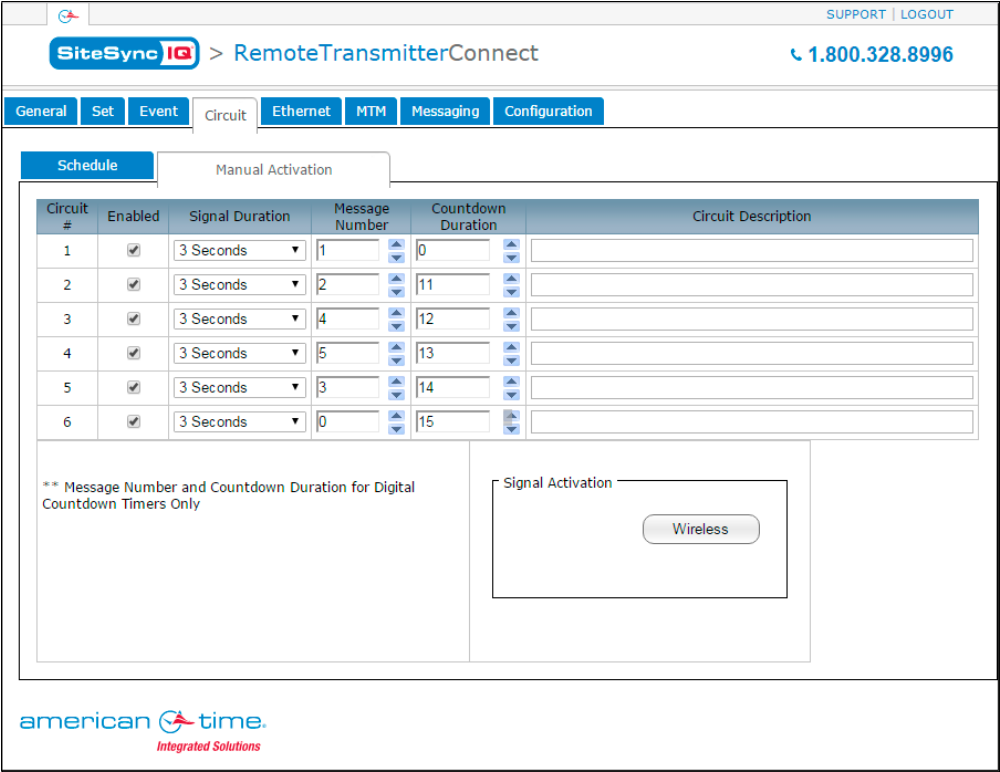 SUPPORT | LOGOUT
SiteSync IQ > RemoteTransmitterConnect
1.800.328.8996
General Set Event Circuit Ethernet MTM Messaging Configuration
Schedule Manual Activation
Circuit # Enabled Signal Duration Message Number Countdown Duration Circuit Description
1 3 Seconds 1 0
2 3 Seconds 2 11
3 3 Seconds 4 12
4 3 Seconds 5 13
5 3 Seconds 3 14
6 3 Seconds 0 15
** Message Number and Countdown Duration for Digital
Countdown Timers Only
Signal Activation
Wireless
american time.
Integrated Solutions